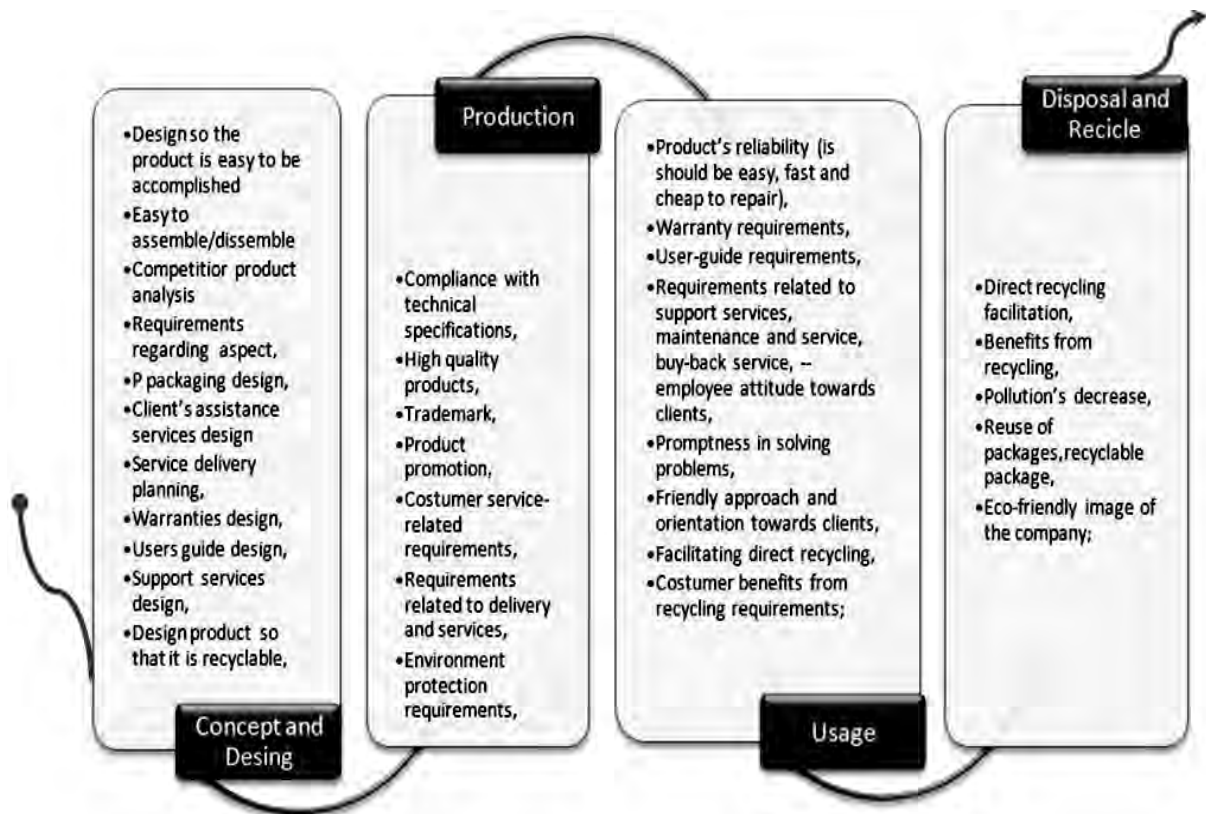 •Design so the
product is easy to be
accomplished
•Easy to
assemble/dissemble
•Competitior product
analysis
•Requirements
regarding aspect,
•P packaging design,
•Client's assistance
services design
•Service delivery
planning,
•Warranties design,
•Users guide design,
•Support services
design,
•Design product so
that it is recyclable,
Concept and
Desing
Production
•Compliance with
technical
specifications,
•High quality
products,
•Trademark,
•Product
promotion,
•Costumer service-
related
requirements,
•Requirements
related to delivery
and services,
•Environment
protection
requirements,
•Product's reliability (is
should be easy, fast and
cheap to repair),
•Warranty requirements,
•User-guide requirements,
•Requirements related to
support services,
maintenance and service,
buy-back service, --
employee attitude towards
clients,
•Promptness in solving
problems,
•Friendly approach and
orientation towards clients,
•Facilitating direct recycling,
•Costumer benefits from
recycling requirements;
Usage
Disposal and
Recicle
•Direct recycling
facilitation,
•Benefits from
recycling,
•Pollution's decrease,
•Reuse of
packages,recyclable
package,
•Eco-friendly image of
the company;